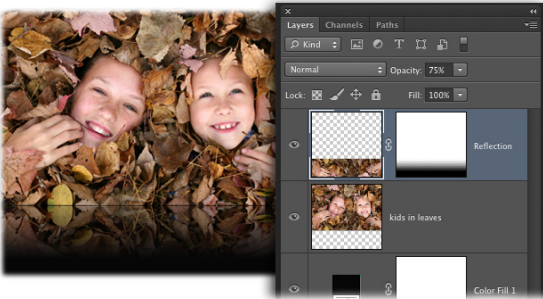 Layers Channels Paths
Kind
Normal Opacity: 75%
Lock: Fill: 100%
Reflection
kids in leaves
Color Fill 1